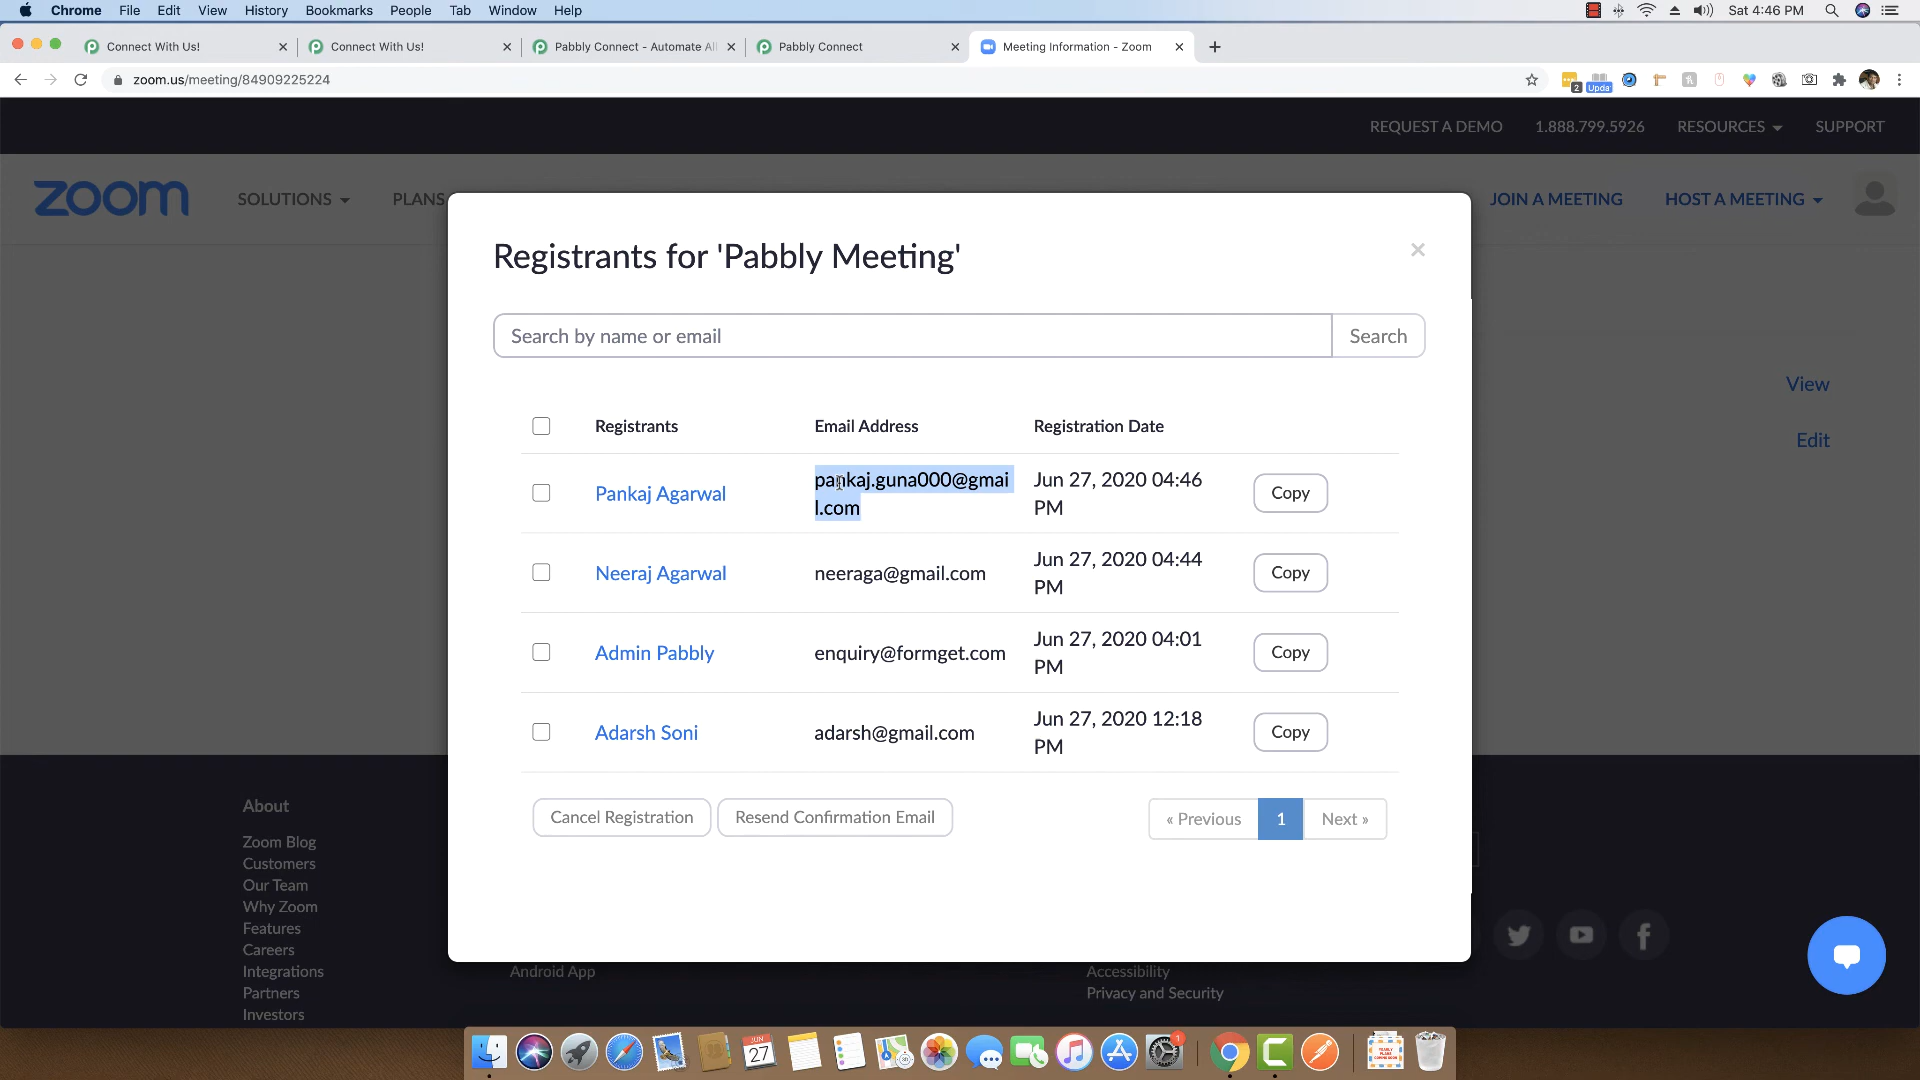 Chrome File Edit View History Bookmarks People Tab Window Help Sat 4:46 PM
Connect With Us! Connect With Us! Pabbly Connect - Automate All Pabbly Connect Meeting Information - Zoom
zoom.us/meeting/84909225224
2 Upda
REQUEST A DEMO 1.888.799.5926 RESOURCES SUPPORT
zoom SOLUTIONS PLANS JOIN A MEETING HOST A MEETING
Registrants for 'Pabbly Meeting'
Search by name or email Search
View
Edit
Registrants Email Address Registration Date
Pankaj Agarwal pankaj.guna000@gmai
l.com Jun 27, 2020 04:46
PM Copy
Neeraj Agarwal neeraga@gmail.com Jun 27, 2020 04:44
PM Copy
Admin Pabbly enquiry@formget.com Jun 27, 2020 04:01
PM Copy
Adarsh Soni adarsh@gmail.com Jun 27, 2020 12:18
PM Copy
Cancel Registration Resend Confirmation Email « Previous 1 Next »
About
Zoom Blog
Customers
Our Team
Why Zoom
Features
Careers
Integrations Android App Accessibility
Partners Privacy and Security
Investors
JUN
27
1